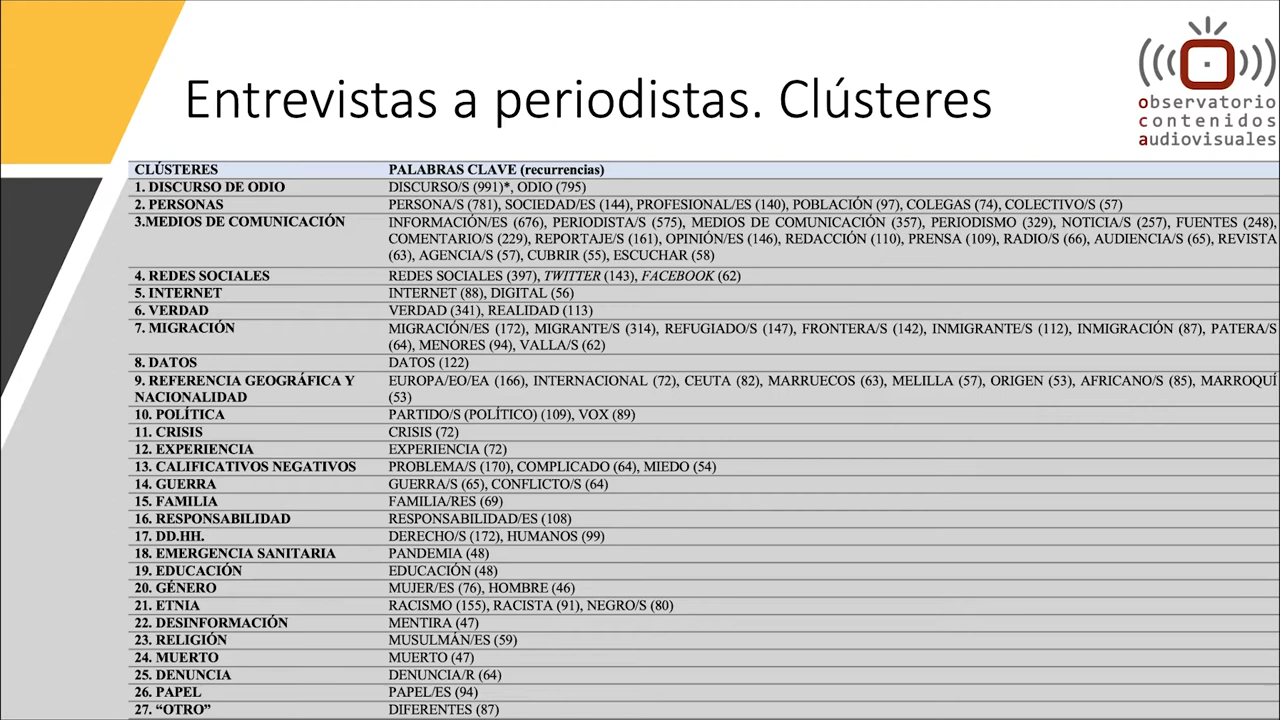 Entrevistas a periodistas. Clústeres
observatorio
contenidos
audiovisuales
CLÚSTERES PALABRAS CLAVE (recurrencias)
1. DISCURSO DE ODIO DISCURSO/S (991)*, ODIO (795)
2. PERSONAS PERSONA/S (781), SOCIEDAD/ES (144), PROFESIONAL/ES (140), POBLACIÓN (97), COLEGAS (74), COLECTIVO/S (57)
3.MEDIOS DE COMUNICACIÓN INFORMACIÓN/ES (676), PERIODISTA/S (575), MEDIOS DE COMUNICACIÓN (357), PERIODISMO (329), NOTICIA/S (257), FUENTES (248),
COMENTARIO/S (229), REPORTAJE/S (161), OPINIÓN/ES (146), REDACCIÓN (110), PRENSA (109), RADIO/S (66), AUDIENCIA/S (65), REVISTA
(63), AGENCIA/S (57), CUBRIR (55), ESCUCHAR (58)
4. REDES SOCIALES REDES SOCIALES (397), TWITTER (143), FACEBOOK (62)
5. INTERNET INTERNET (88), DIGITAL (56)
6. VERDAD VERDAD (341), REALIDAD (113)
7. MIGRACIÓN MIGRACIÓN/ES (172), MIGRANTE/S (314), REFUGIADO/S (147), FRONTERA/S (142), INMIGRANTE/S (112), INMIGRACIÓN (87), PATERA/S
(64), MENORES (94), VALLA/S (62)
8. DATOS DATOS (122)
9. REFERENCIA GEOGRÁFICA Y EUROPA/EO/EA (166), INTERNACIONAL (72), CEUTA (82), MARRUECOS (63), MELILLA (57), ORIGEN (53), AFRICANO/S (85), MARROQUÍ
NACIONALIDAD (53)
10. POLÍTICA PARTIDO/S (POLÍTICO) (109), VOX (89)
11. CRISIS CRISIS (72)
12. EXPERIENCIA EXPERIENCIA (72)
13. CALIFICATIVOS NEGATIVOS PROBLEMA/S (170), COMPLICADO (64), MIEDO (54)
14. GUERRA GUERRA/S (65), CONFLICTO/S (64)
15. FAMILIA FAMILIA/RES (69)
16. RESPONSABILIDAD RESPONSABILIDAD/ES (108)
17. DD.HH. DERECHO/S (172), HUMANOS (99)
18. EMERGENCIA SANITARIA PANDEMIA (48)
19. EDUCACIÓN EDUCACIÓN (48)
20. GÉNERO MUJER/ES (76), HOMBRE (46)
21. ETNIA RACISMO (155), RACISTA (91), NEGRO/S (80)
22. DESINFORMACIÓN MENTIRA (47)
23. RELIGIÓN MUSULMÁN/ES (59)
24. MUERTO MUERTO (47)
25. DENUNCIA DENUNCIA/R (64)
26. PAPEL PAPEL/ES (94)
27. “OTRO” DIFERENTES (87)